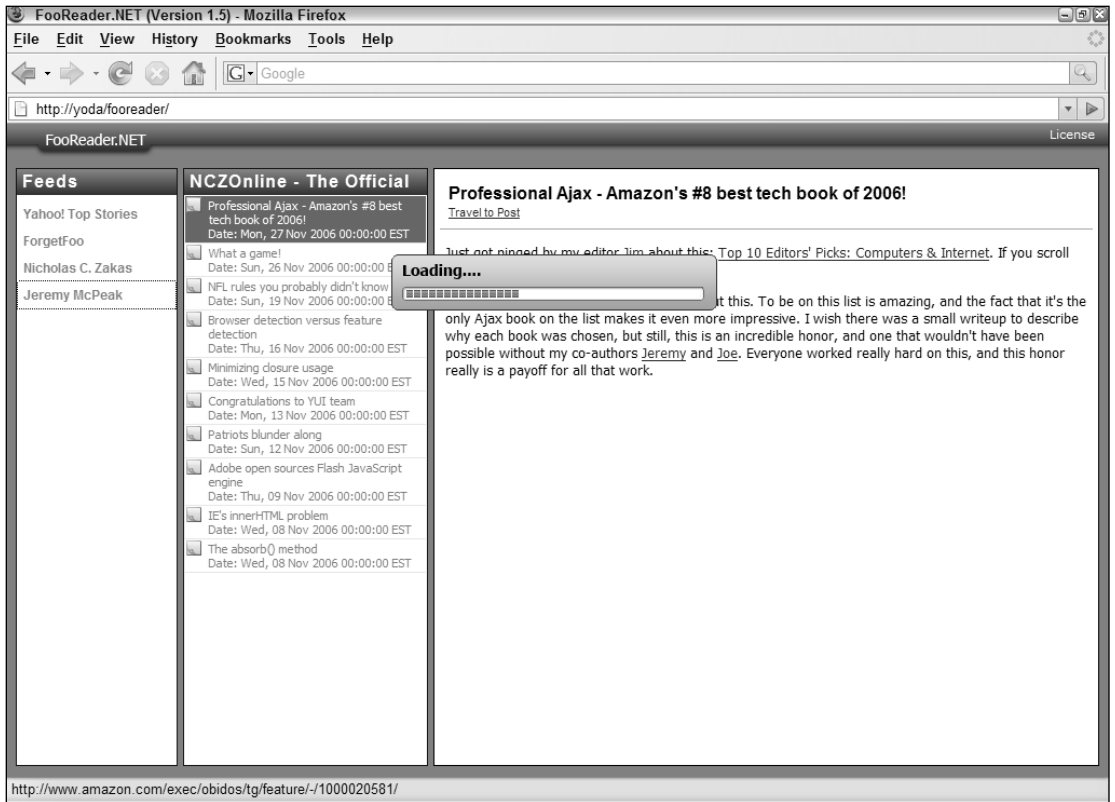 FooReader.NET (Version 1.5) - Mozilla Firefox
File Edit View History Bookmarks Tools Help
G Google
http://yoda/fooreader/
FooReader.NET
License
Feeds
Yahoo! Top Stories
ForgetFoo
Nicholas C. Zakas
Jeremy McPeak
NCZOnline - The Official
Professional Ajax - Amazon's #8 best
tech book of 2006!
Date: Mon, 27 Nov 2006 00:00:00 EST
What a game!
Date: Sun, 26 Nov 2006 00:00:00
NFL rules you probably didn't know
Date: Sun, 19 Nov 2006 00:00:00
Browser detection versus feature
detection
Date: Thu, 16 Nov 2006 00:00:00 EST
Minimizing closure usage
Date: Wed, 15 Nov 2006 00:00:00 EST
Congratulations to YUI team
Date: Mon, 13 Nov 2006 00:00:00 EST
Patriots blunder along
Date: Sun, 12 Nov 2006 00:00:00 EST
Adobe open sources Flash JavaScript
engine
Date: Thu, 09 Nov 2006 00:00:00 EST
IE's innerHTML problem
Date: Wed, 08 Nov 2006 00:00:00 EST
The absorb() method
Date: Wed, 08 Nov 2006 00:00:00 EST
Loading....
Professional Ajax - Amazon's #8 best tech book of 2006!
Travel to Post
Just got pinged by my editor Jim about this: Top 10 Editors' Picks: Computers & Internet. If you scroll
this. To be on this list is amazing, and the fact that it's the
only Ajax book on the list makes it even more impressive. I wish there was a small writeup to describe
why each book was chosen, but still, this is an incredible honor, and one that wouldn't have been
possible without my co-authors Jeremy and Joe. Everyone worked really hard on this, and this honor
really is a payoff for all that work.
http://www.amazon.com/exec/obidos/tg/feature/-/1000020581/